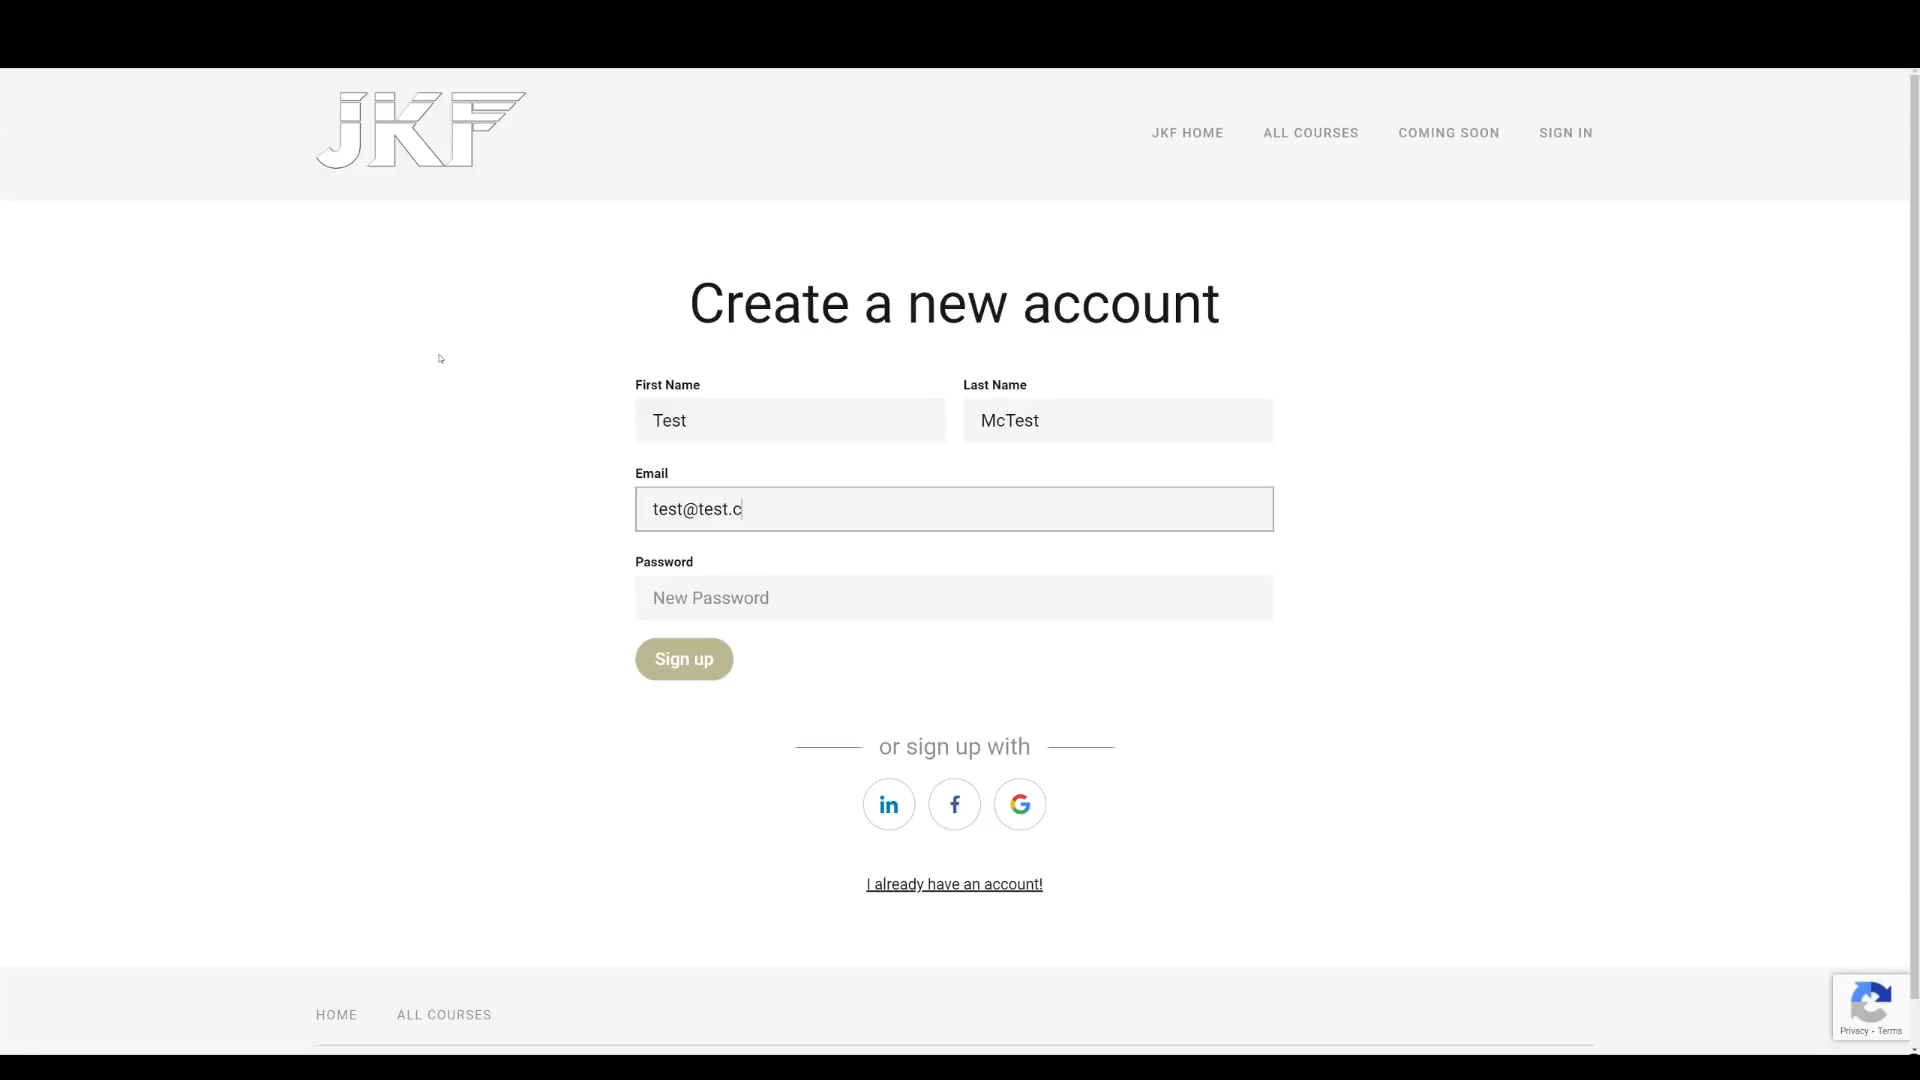 JKF
JKF HOME ALL COURSES COMING SOON SIGN IN
Create a new account
First Name Last Name
Test McTest
Email
test@test.c
Password
New Password
Sign up
or sign up with
in f G
I already have an account!
HOME ALL COURSES
Privacy - Terms